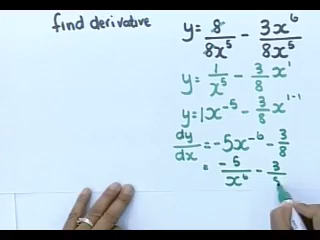 find derivative
y = 8/8x⁵ − 3x⁶/8x⁵
y = 1/x⁵ − 3/8 x¹
y = 1x⁻⁵ − 3/8 x¹⁻¹
dy/dx = −5x⁻⁶ − 3/8
= −5/x⁶ − 3/